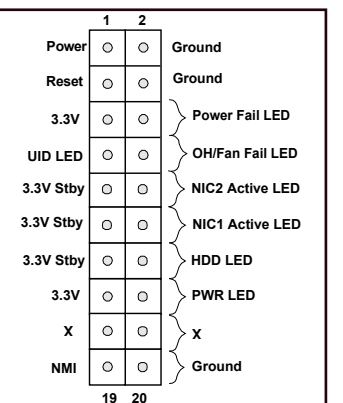 1 2
Power Ground
Reset Ground
3.3V Power Fail LED
UID LED OH/Fan Fail LED
3.3V Stby NIC2 Active LED
3.3V Stby NIC1 Active LED
3.3V Stby HDD LED
3.3V PWR LED
X X
NMI Ground
19 20